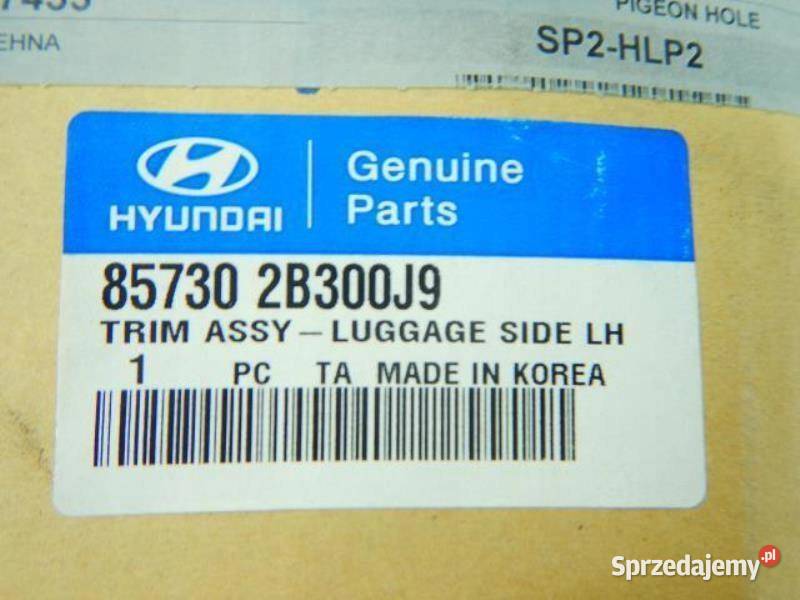 PIGEON HOLE
EHNA
SP2-HLP2
HYUNDAI
Genuine
Parts
85730 2B300J9
TRIM ASSY – LUGGAGE SIDE LH
1 PC TA MADE IN KOREA
Sprzedajemy.pl